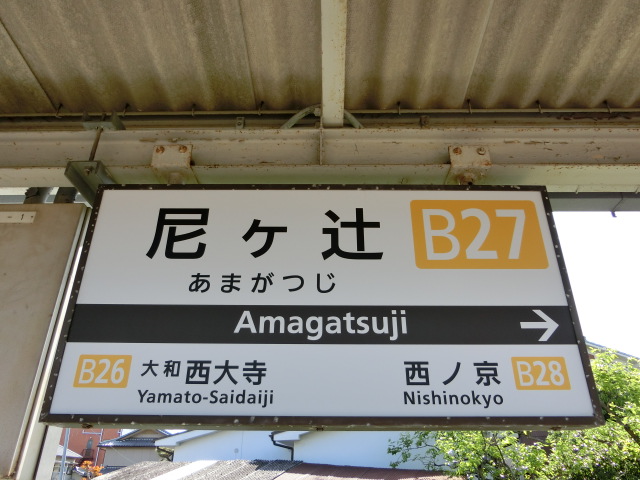 尼ヶ辻 B27
あまがつじ
Amagatsuji →
B26 大和西大寺 西ノ京 B28
Yamato-Saidaiji Nishinokyo